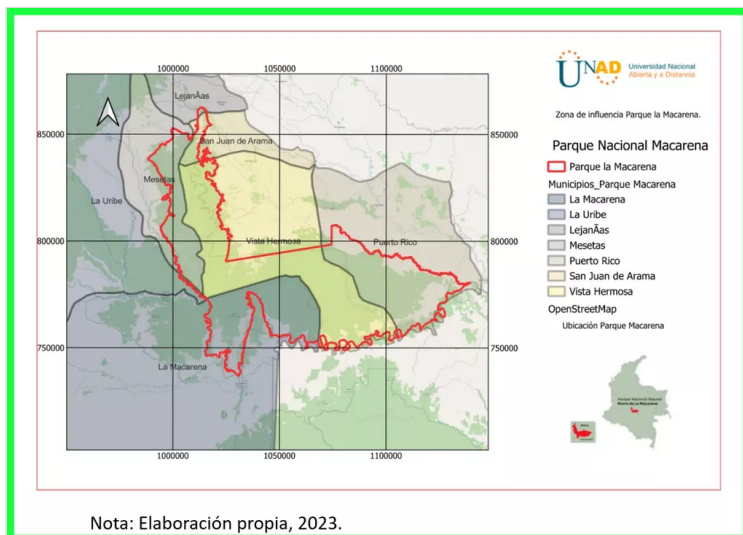 1000000 1050000 1100000
UNAD Universidad Nacional
Abierta y a Distancia
Zona de influencia Parque la Macarena.
LejanÃas
850000 850000
San Juan de Arama
Parque Nacional Macarena
Parque la Macarena
Mesetas
Municipios_Parque Macarena
La Uribe
La Macarena
La Uribe
LejanÃas
Mesetas
Puerto Rico
San Juan de Arama
Vista Hermosa
800000 Vista Hermosa Puerto Rico 800000
OpenStreetMap
Ubicación Parque Macarena
750000 750000
La Macarena
1000000 1050000 1100000
Nota: Elaboración propia, 2023.